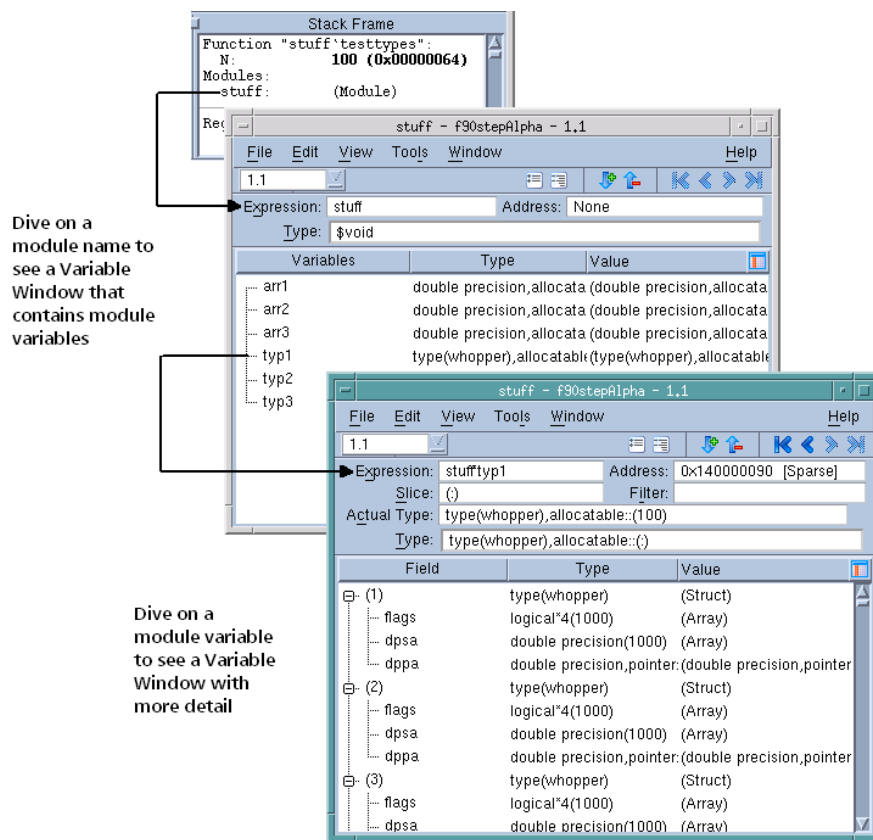 Stack Frame
Function "stuff`testtypes":
N: 100 (0x00000064)
Modules:
stuff: (Module)
stuff - f90stepAlpha - 1.1
File Edit View Tools Window Help
1.1
Expression: stuff Address: None
Type: $void
Variables Type Value
arr1 double precision,allocata (double precision,allocata
arr2 double precision,allocata (double precision,allocata
arr3 double precision,allocata (double precision,allocata
typ1 type(whopper),allocatable (type(whopper),allocatable
typ2
typ3
Dive on a
module name to
see a Variable
Window that
contains module
variables
stuff - f90stepAlpha - 1.1
File Edit View Tools Window Help
1.1
Expression: stuff`typ1 Address: 0x140000090 [Sparse]
Slice: (:) Filter:
Actual Type: type(whopper),allocatable::(100)
Type: type(whopper),allocatable::(:)
Field Type Value
(1) type(whopper) (Struct)
flags logical*4(1000) (Array)
dpsa double precision(1000) (Array)
dppa double precision,pointer: (double precision,pointer
(2) type(whopper) (Struct)
flags logical*4(1000) (Array)
dpsa double precision(1000) (Array)
dppa double precision,pointer: (double precision,pointer
(3) type(whopper) (Struct)
flags logical*4(1000) (Array)
dpsa double precision(1000) (Array)
Dive on a
module variable
to see a Variable
Window with
more detail